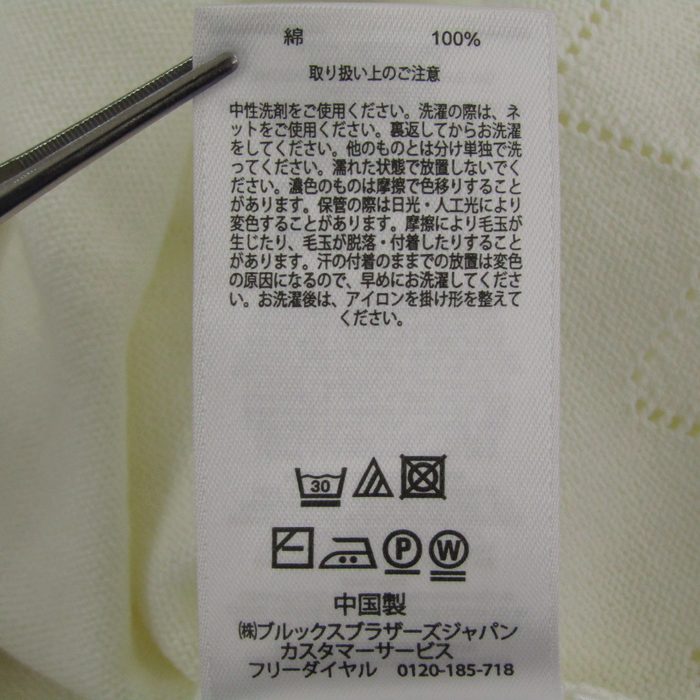 綿 100%
取り扱い上のご注意
中性洗剤をご使用ください。洗濯の際は、ネ
ットをご使用ください。裏返してからお洗濯
をしてください。他のものとは分け単独で洗
ってください。濡れた状態で放置しないでく
ださい。濃色のものは摩擦で色移りすること
があります。保管の際は日光・人工光により
変色することがあります。摩擦により毛玉が
生じたり、毛玉が脱落・付着したりすること
があります。汗の付着のままでの放置は変色
の原因になるので、早めにお洗濯してくださ
い。お洗濯後は、アイロンを掛け形を整えて
ください。
30
P W
中国製
㈱ブルックスブラザーズジャパン
カスタマーサービス
フリーダイヤル 0120-185-718